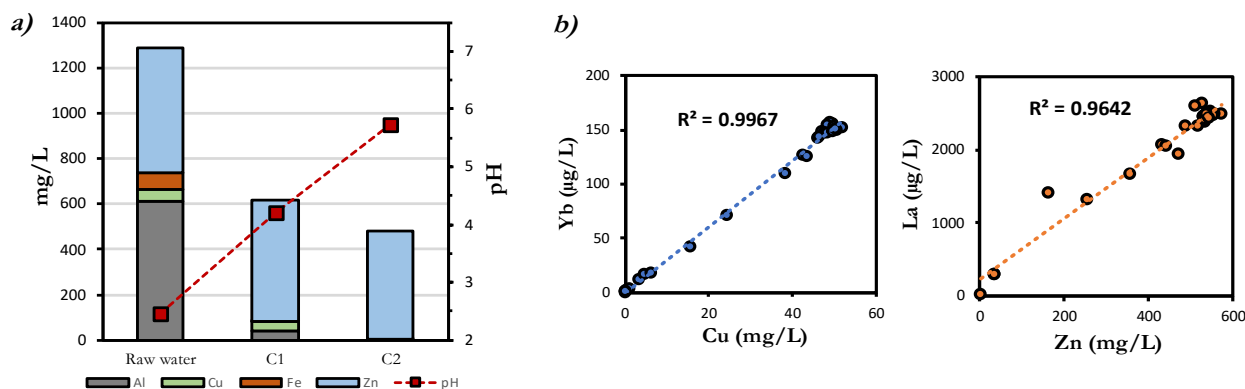 a)
1400
1200
1000
800
600
400
200
0
mg/L
7
6
5
4
3
2
pH
Raw water C1 C2
Al Cu Fe Zn pH
b)
200
150
100
50
0
Yb (µg/L)
R² = 0.9967
0 20 40 60
Cu (mg/L)
3000
2000
1000
0
La (µg/L)
R² = 0.9642
0 200 400 600
Zn (mg/L)